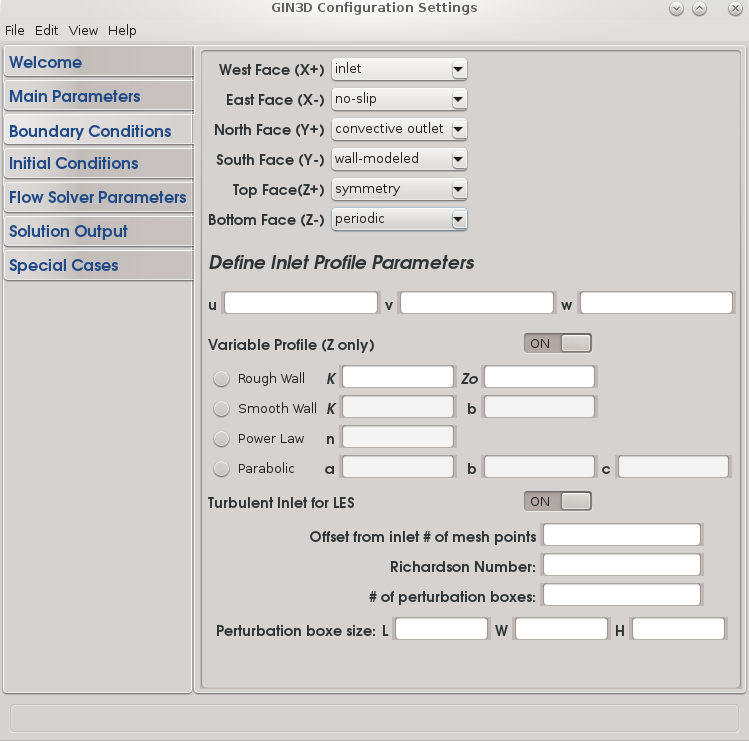 GIN3D Configuration Settings
File Edit View Help
Welcome
Main Parameters
Boundary Conditions
Initial Conditions
Flow Solver Parameters
Solution Output
Special Cases
West Face (X+) inlet
East Face (X-) no-slip
North Face (Y+) convective outlet
South Face (Y-) wall-modeled
Top Face(Z+) symmetry
Bottom Face (Z-) periodic
Define Inlet Profile Parameters
u v w
Variable Profile (Z only) ON
Rough Wall K Zo
Smooth Wall K b
Power Law n
Parabolic a b c
Turbulent Inlet for LES ON
Offset from inlet # of mesh points
Richardson Number:
# of perturbation boxes:
Perturbation boxe size: L W H